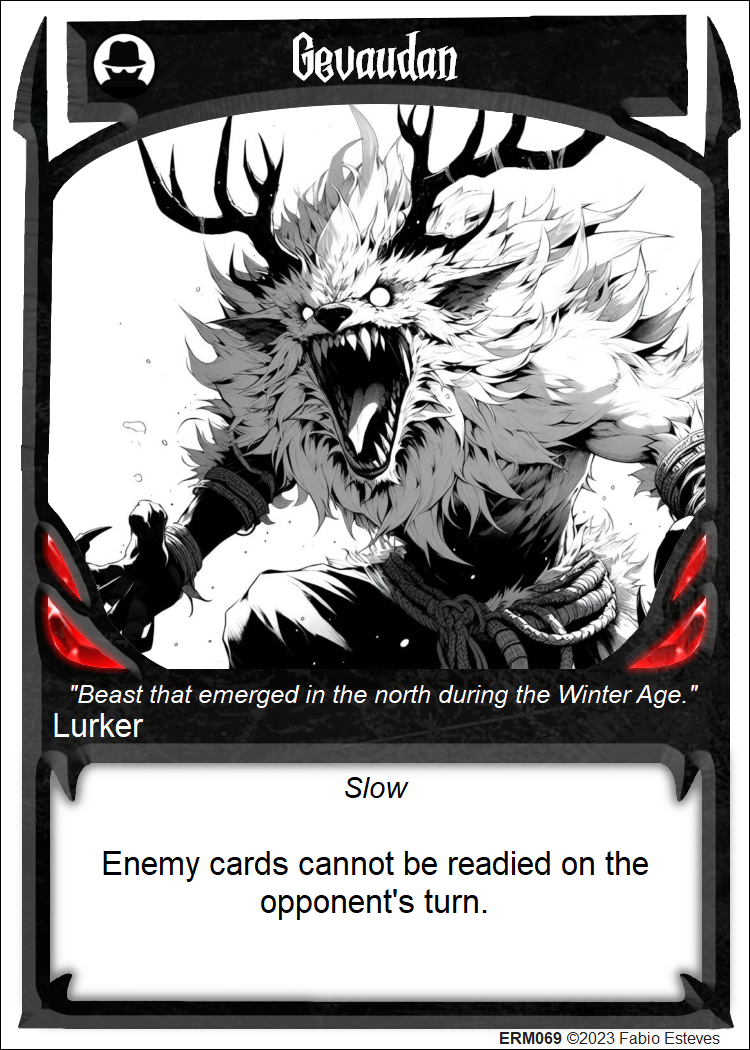 Gevaudan
"Beast that emerged in the north during the Winter Age."
Lurker
Slow
Enemy cards cannot be readied on the
opponent's turn.
ERM069 ©2023 Fabio Esteves